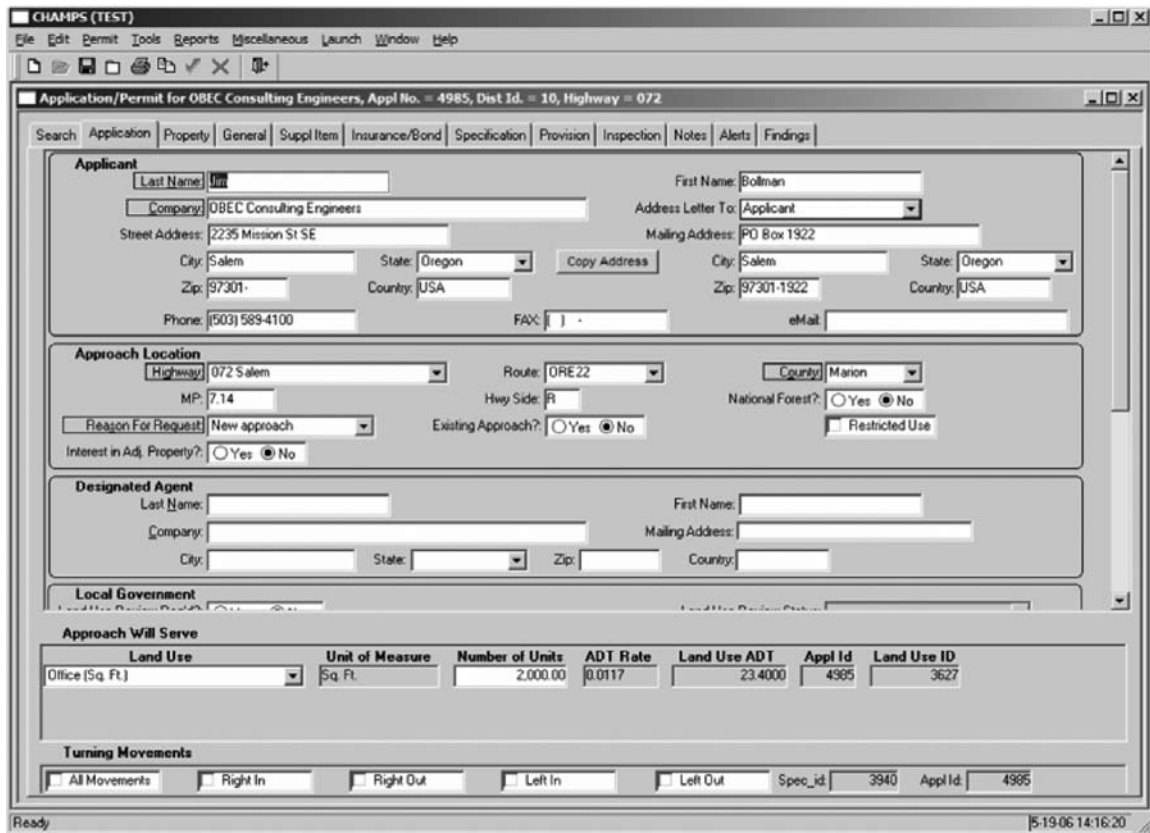 CHAMPS (TEST)
File Edit Permit Tools Reports Miscellaneous Launch Window Help
Application/Permit for OBEC Consulting Engineers, Appl No. = 4985, Dist Id. = 10, Highway = 072
Search Application Property General Suppl Item Insurance/Bond Specification Provision Inspection Notes Alerts Findings
Applicant
Last Name: Jim First Name: Bollman
Company: OBEC Consulting Engineers Address Letter To: Applicant
Street Address: 2235 Mission St SE Mailing Address: PO Box 1922
City: Salem State: Oregon Copy Address City: Salem State: Oregon
Zip: 97301- Country: USA Zip: 97301-1922 Country: USA
Phone: (503) 589-4100 FAX: ( ) - eMail:
Approach Location
Highway: 072 Salem Route: ORE22 County: Marion
MP: 7.14 Hwy Side: R National Forest?: Yes No
Reason For Request: New approach Existing Approach?: Yes No Restricted Use
Interest in Adj. Property?: Yes No
Designated Agent
Last Name: First Name:
Company: Mailing Address:
City: State: Zip: Country:
Local Government
Approach Will Serve
Land Use Unit of Measure Number of Units ADT Rate Land Use ADT Appl Id Land Use ID
Office (Sq. Ft.) Sq. Ft. 2,000.00 0.0117 23.4000 4985 3627
Turning Movements
All Movements Right In Right Out Left In Left Out Spec_id: 3940 Appl Id: 4985
Ready 5-19-06 14:16:20